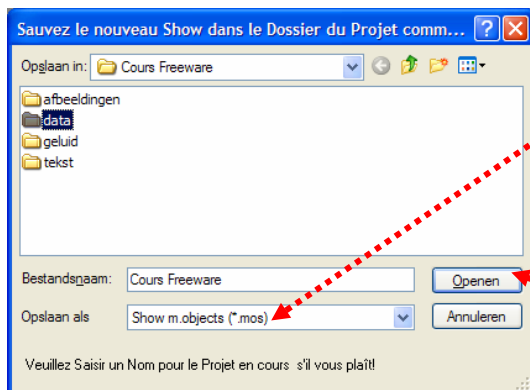 Sauvez le nouveau Show dans le Dossier du Projet comm...
Opslaan in: Cours Freeware
afbeeldingen
data
geluid
tekst
Bestandsnaam: Cours Freeware Openen
Opslaan als Show m.objects (*.mos) Annuleren
Veuillez Saisir un Nom pour le Projet en cours s'il vous plaît!